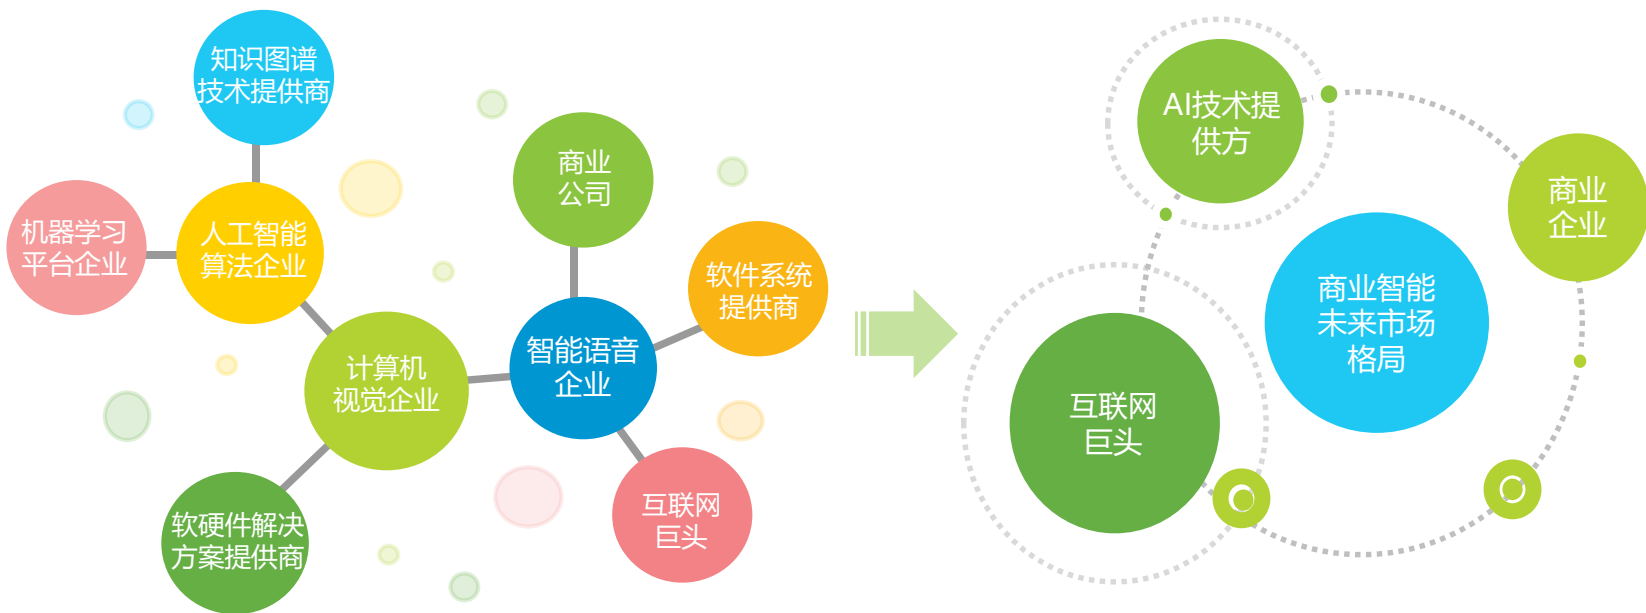 知识图谱
技术提供商
机器学习
平台企业
人工智能
算法企业
商业
公司
软件系统
提供商
计算机
视觉企业
智能语音
企业
软硬件解决
方案提供商
互联网
巨头
AI技术提
供方
商业
企业
商业智能
未来市场
格局
互联网
巨头